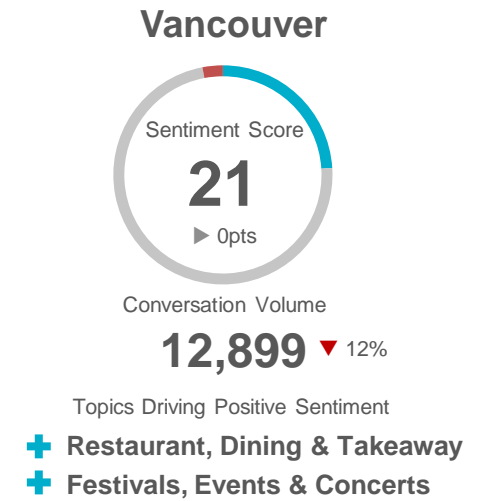 Vancouver
Sentiment Score
21
0pts
Conversation Volume
12,899 12%
Topics Driving Positive Sentiment
Restaurant, Dining & Takeaway
Festivals, Events & Concerts